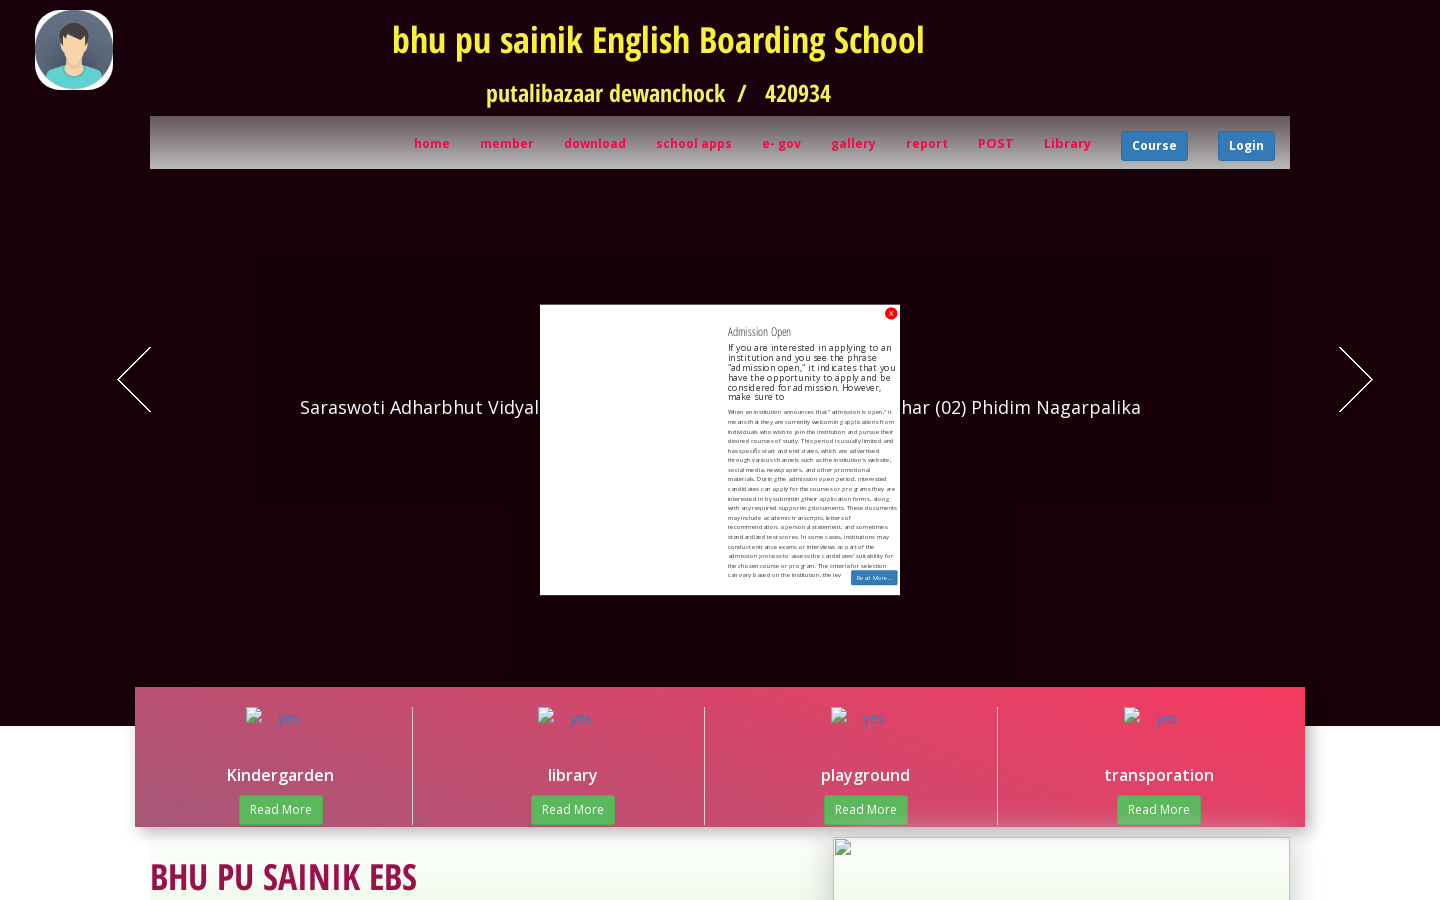 bhu pu sainik English Boarding School
putalibazaar dewanchock / 420934
home member download school apps e- gov gallery report POST Library Course Login
X
Admission Open
If you are interested in applying to an
institution and you see the phrase
"admission open," it indicates that you
have the opportunity to apply and be
considered for admission. However,
make sure to
When an institution announces that "admission is open," it
means that they are currently welcoming applications from
individuals who wish to join the institution and pursue their
desired courses of study. This period is usually limited and
has specific start and end dates, which are advertised
through various channels such as the institution's website,
social media, newspapers, and other promotional
materials. During the admission open period, interested
candidates can apply for the courses or programs they are
interested in by submitting their application forms, along
with any required supporting documents. These documents
may include academic transcripts, letters of
recommendation, a personal statement, and sometimes
standardized test scores. In some cases, institutions may
conduct entrance exams or interviews as part of the
admission process to assess the candidates' suitability for
the chosen course or program. The criteria for selection
can vary based on the institution, the lev
Read More...
Saraswoti Adharbhut Vidyal
har (02) Phidim Nagarpalika
yes yes yes yes
Kindergarden library playground transporation
Read More Read More Read More Read More
BHU PU SAINIK EBS